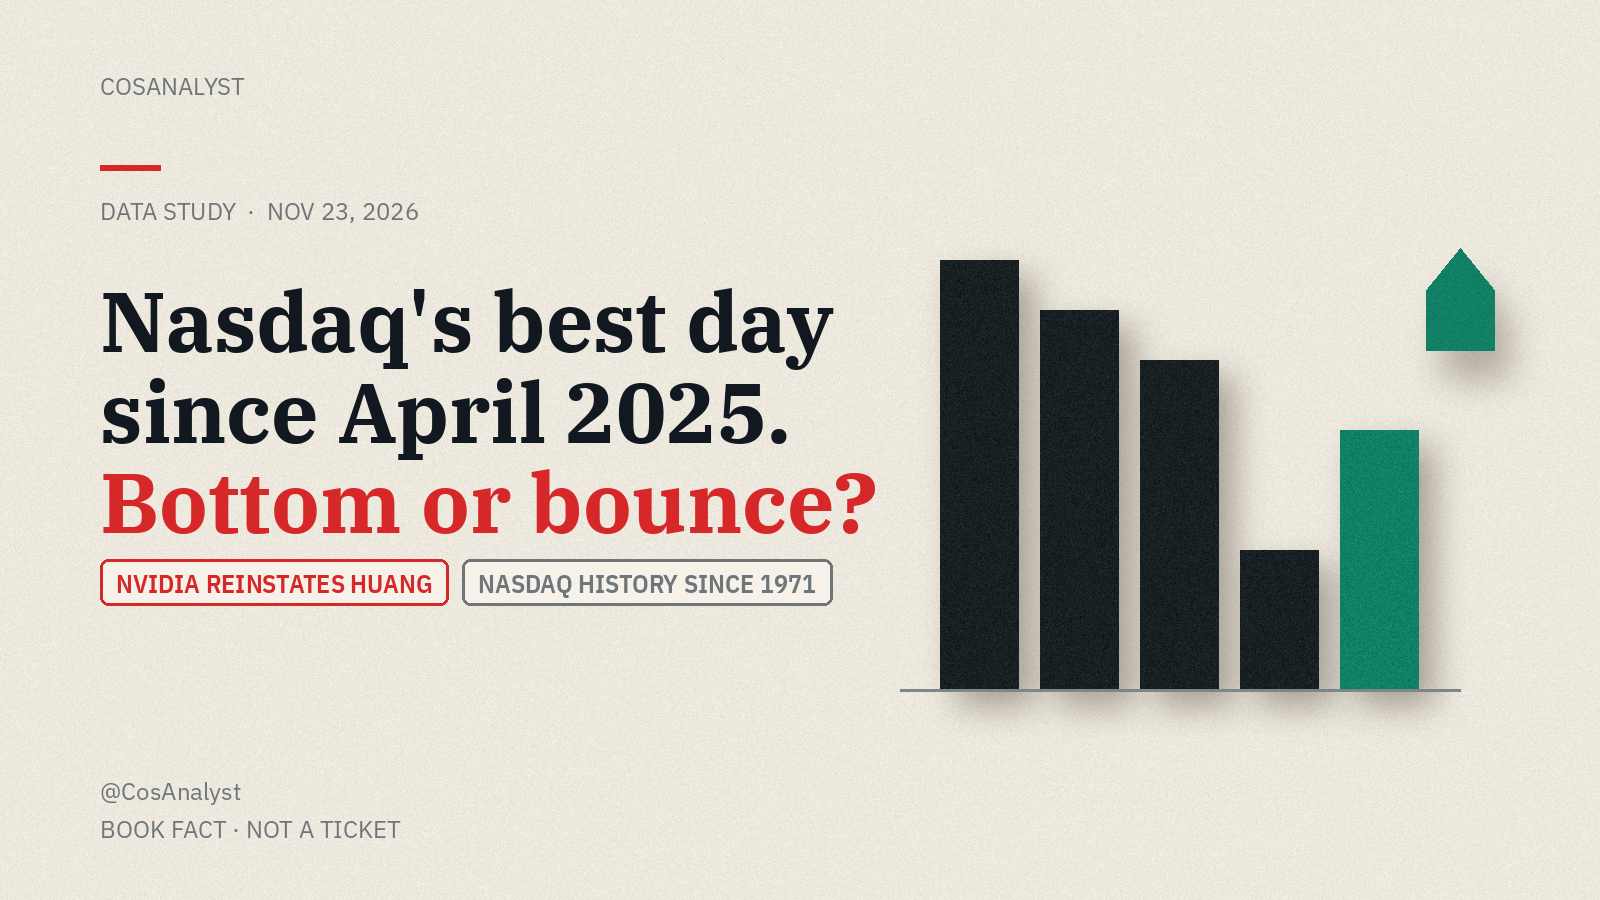 COSANALYST
DATA STUDY · NOV 23, 2026
Nasdaq's best day
since April 2025.
Bottom or bounce?
NVIDIA REINSTATES HUANG
NASDAQ HISTORY SINCE 1971
@CosAnalyst
BOOK FACT · NOT A TICKET